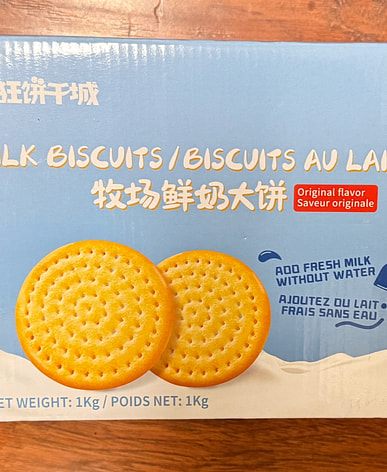 狂饼干城
LK BISCUITS/BISCUITS AU LAI
牧场鲜奶大饼
Original flavor
Saveur originale
ADD FRESH MILK
WITHOUT WATER
AJOUTEZ DU LAIT
FRAIS SANS EAU
ET WEIGHT: 1Kg / POIDS NET: 1Kg